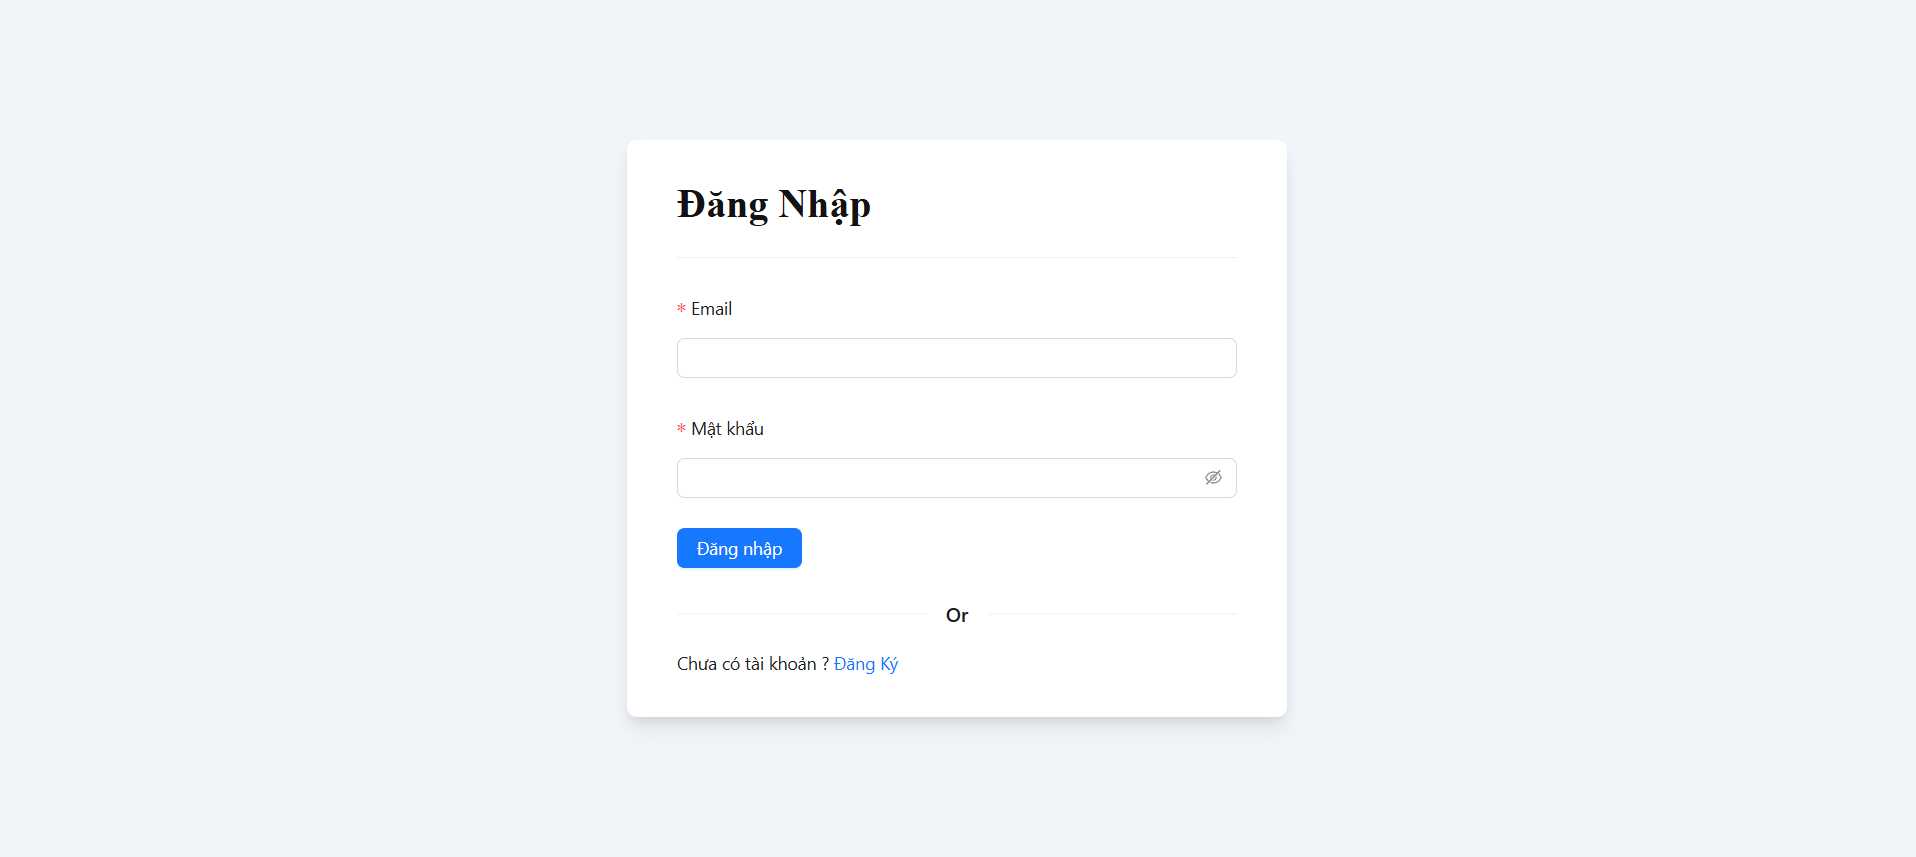 Đăng Nhập
* Email
* Mật khẩu
Đăng nhập
Or
Chưa có tài khoản ? Đăng Ký